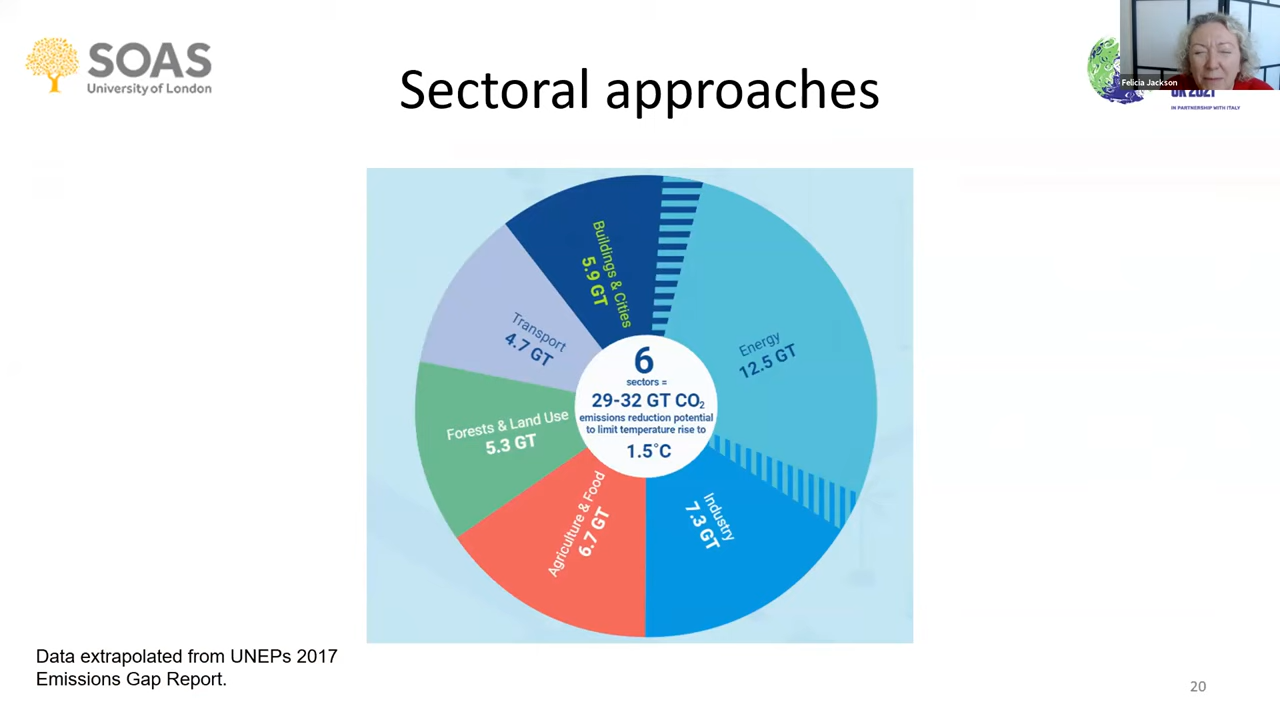 SOAS
University of London
Sectoral approaches
Felicia Jackson
UK 2021
IN PARTNERSHIP WITH ITALY
Buildings & Cities
5.9 GT
Energy
12.5 GT
Transport
4.7 GT
6
sectors =
29-32 GT CO₂
emissions reduction potential
to limit temperature rise to
1.5°C
Forests & Land Use
5.3 GT
Industry
7.3 GT
Agriculture & Food
6.7 GT
Data extrapolated from UNEPs 2017
Emissions Gap Report.
20